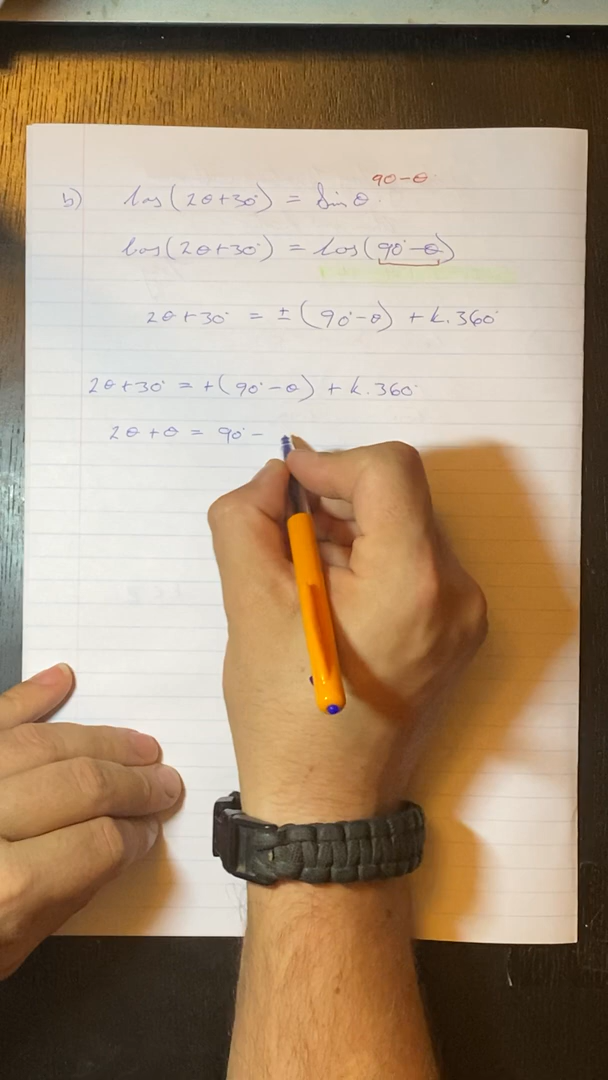 90-θ
b) cos(2θ+30°) = sinθ
cos(2θ+30°) = cos(90°-θ)
2θ+30° = ±(90°-θ) + k.360°
2θ+30° = +(90°-θ) + k.360°
2θ+θ = 90°-